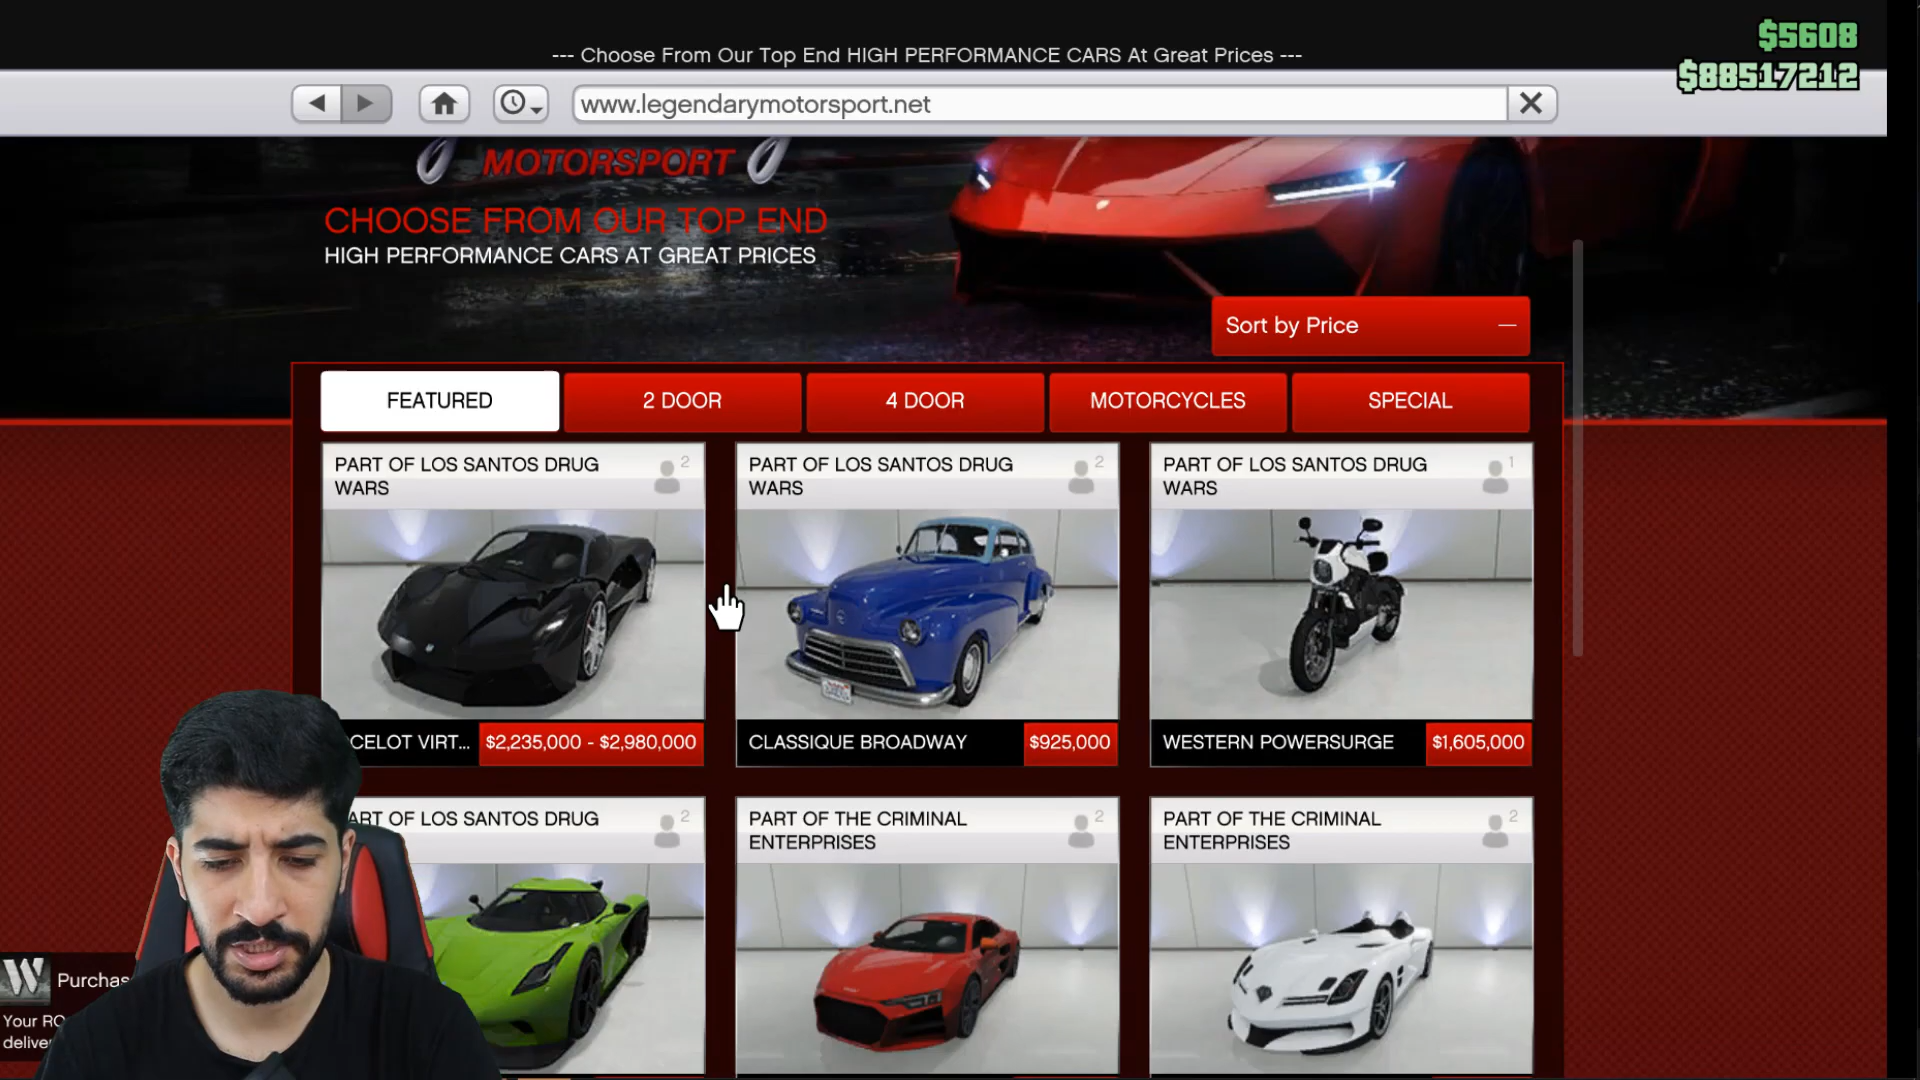 $5608
--- Choose From Our Top End HIGH PERFORMANCE CARS At Great Prices ---
$88517212
www.legendarymotorsport.net
MOTORSPORT
CHOOSE FROM OUR TOP END
HIGH PERFORMANCE CARS AT GREAT PRICES
Sort by Price
FEATURED
2 DOOR
4 DOOR
MOTORCYCLES
SPECIAL
PART OF LOS SANTOS DRUG
WARS
2
PART OF LOS SANTOS DRUG
WARS
2
PART OF LOS SANTOS DRUG
WARS
1
CELOT VIRT...
$2,235,000 - $2,980,000
CLASSIQUE BROADWAY
$925,000
WESTERN POWERSURGE
$1,605,000
ART OF LOS SANTOS DRUG
2
PART OF THE CRIMINAL
ENTERPRISES
2
PART OF THE CRIMINAL
ENTERPRISES
2
W
Purchas
Your RC
deliver